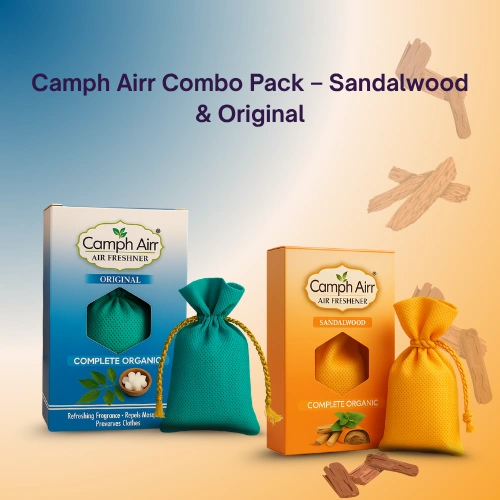 Camph Airr Combo Pack – Sandalwood
& Original
Camph Airr®
AIR FRESHNER
ORIGINAL
COMPLETE ORGANIC
Refreshing Fragrance • Repels
Preserves Clothes
Camph Airr®
AIR FRESHENER
SANDALWOOD
COMPLETE ORGANIC